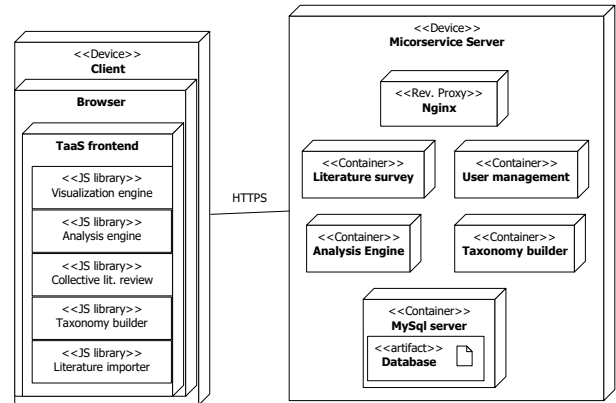 <<Device>>
Client
Browser
TaaS frontend
<<JS library>>
Visualization engine
<<JS library>>
Analysis engine
<<JS library>>
Collective lit. review
<<JS library>>
Taxonomy builder
<<JS library>>
Literature importer
HTTPS
<<Device>>
Micorservice Server
<<Rev. Proxy>>
Nginx
<<Container>>
Literature survey
<<Container>>
User management
<<Container>>
Analysis Engine
<<Container>>
Taxonomy builder
<<Container>>
MySql server
<<artifact>>
Database